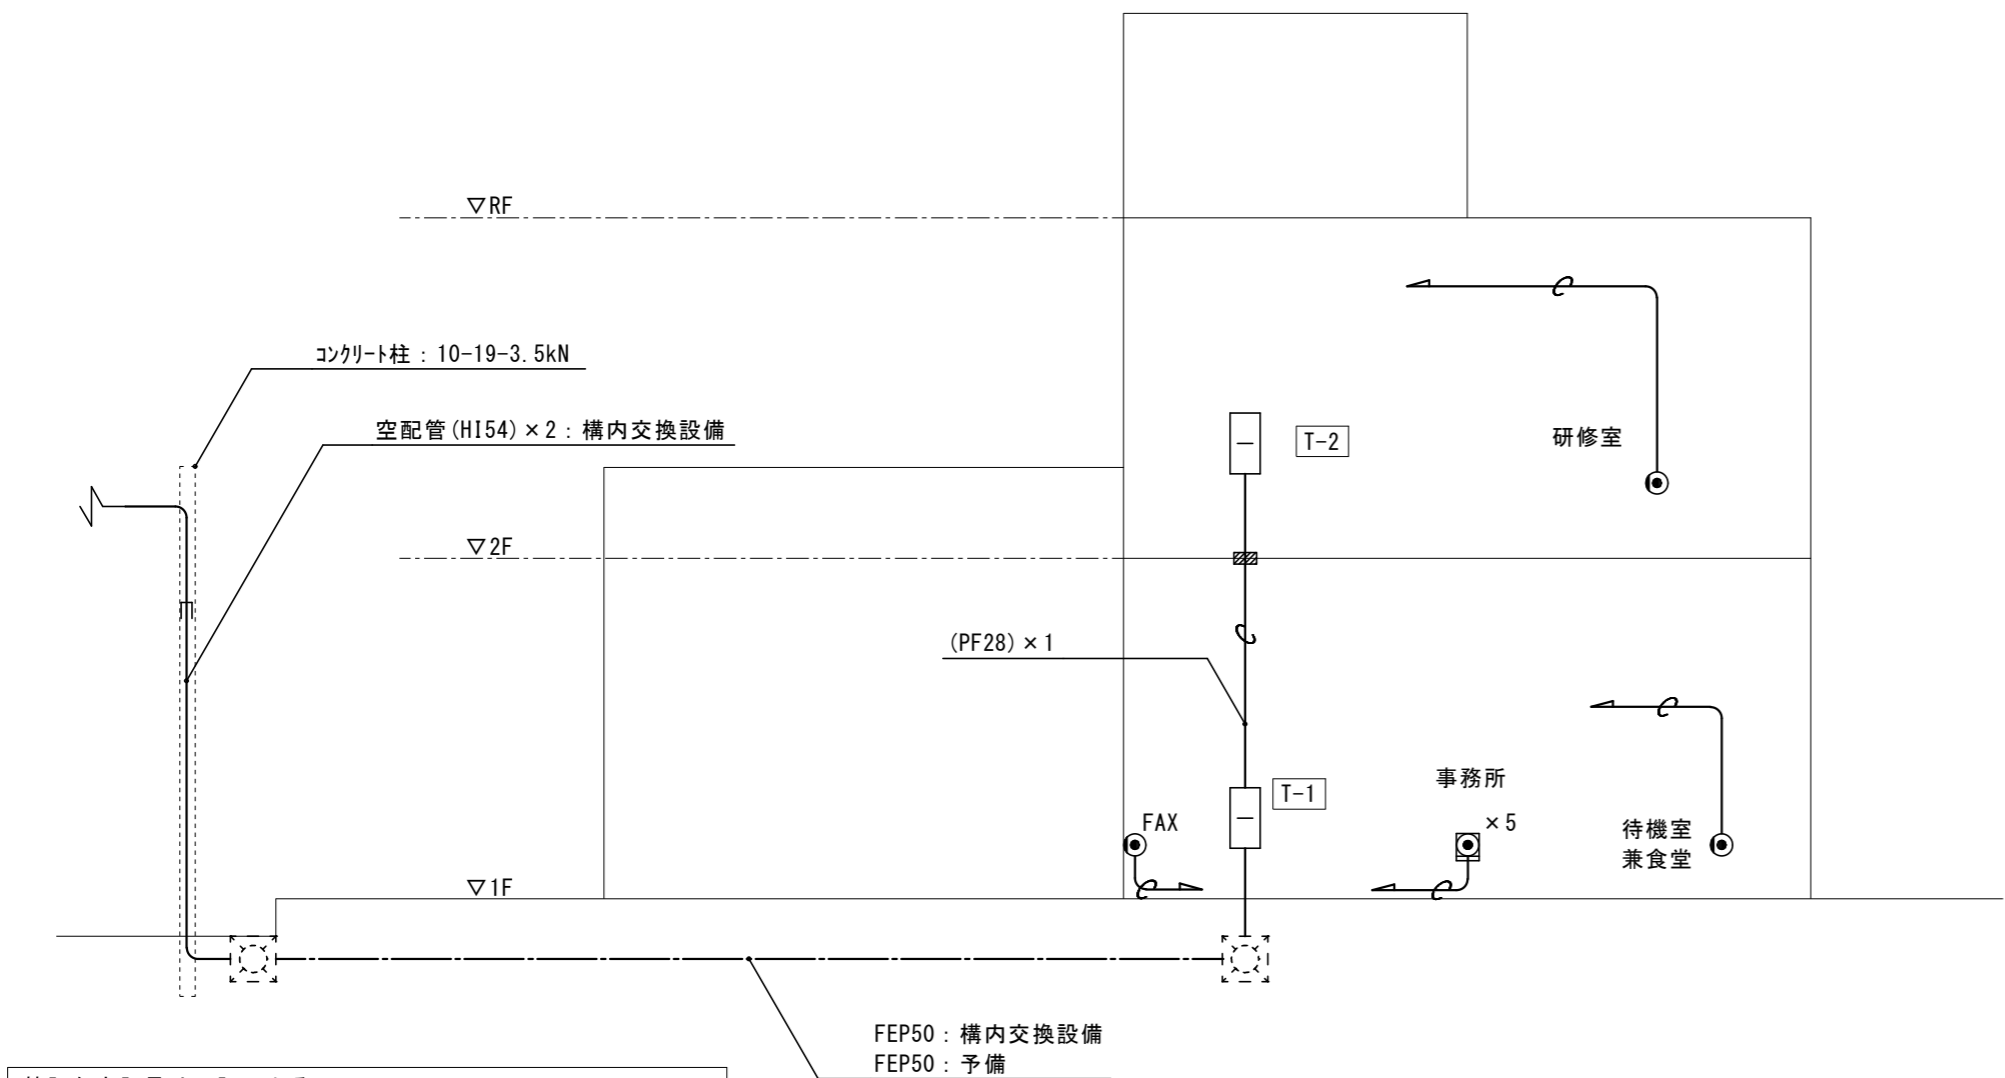 ▽RF
コンクリート柱：10-19-3.5kN
空配管(HI54)×2：構内交換設備
T-2
研修室
▽2F
(PF28)×1
T-1
事務所
FAX
×5
待機室
兼食堂
▽1F
FEP50：構内交換設備
FEP50：予備